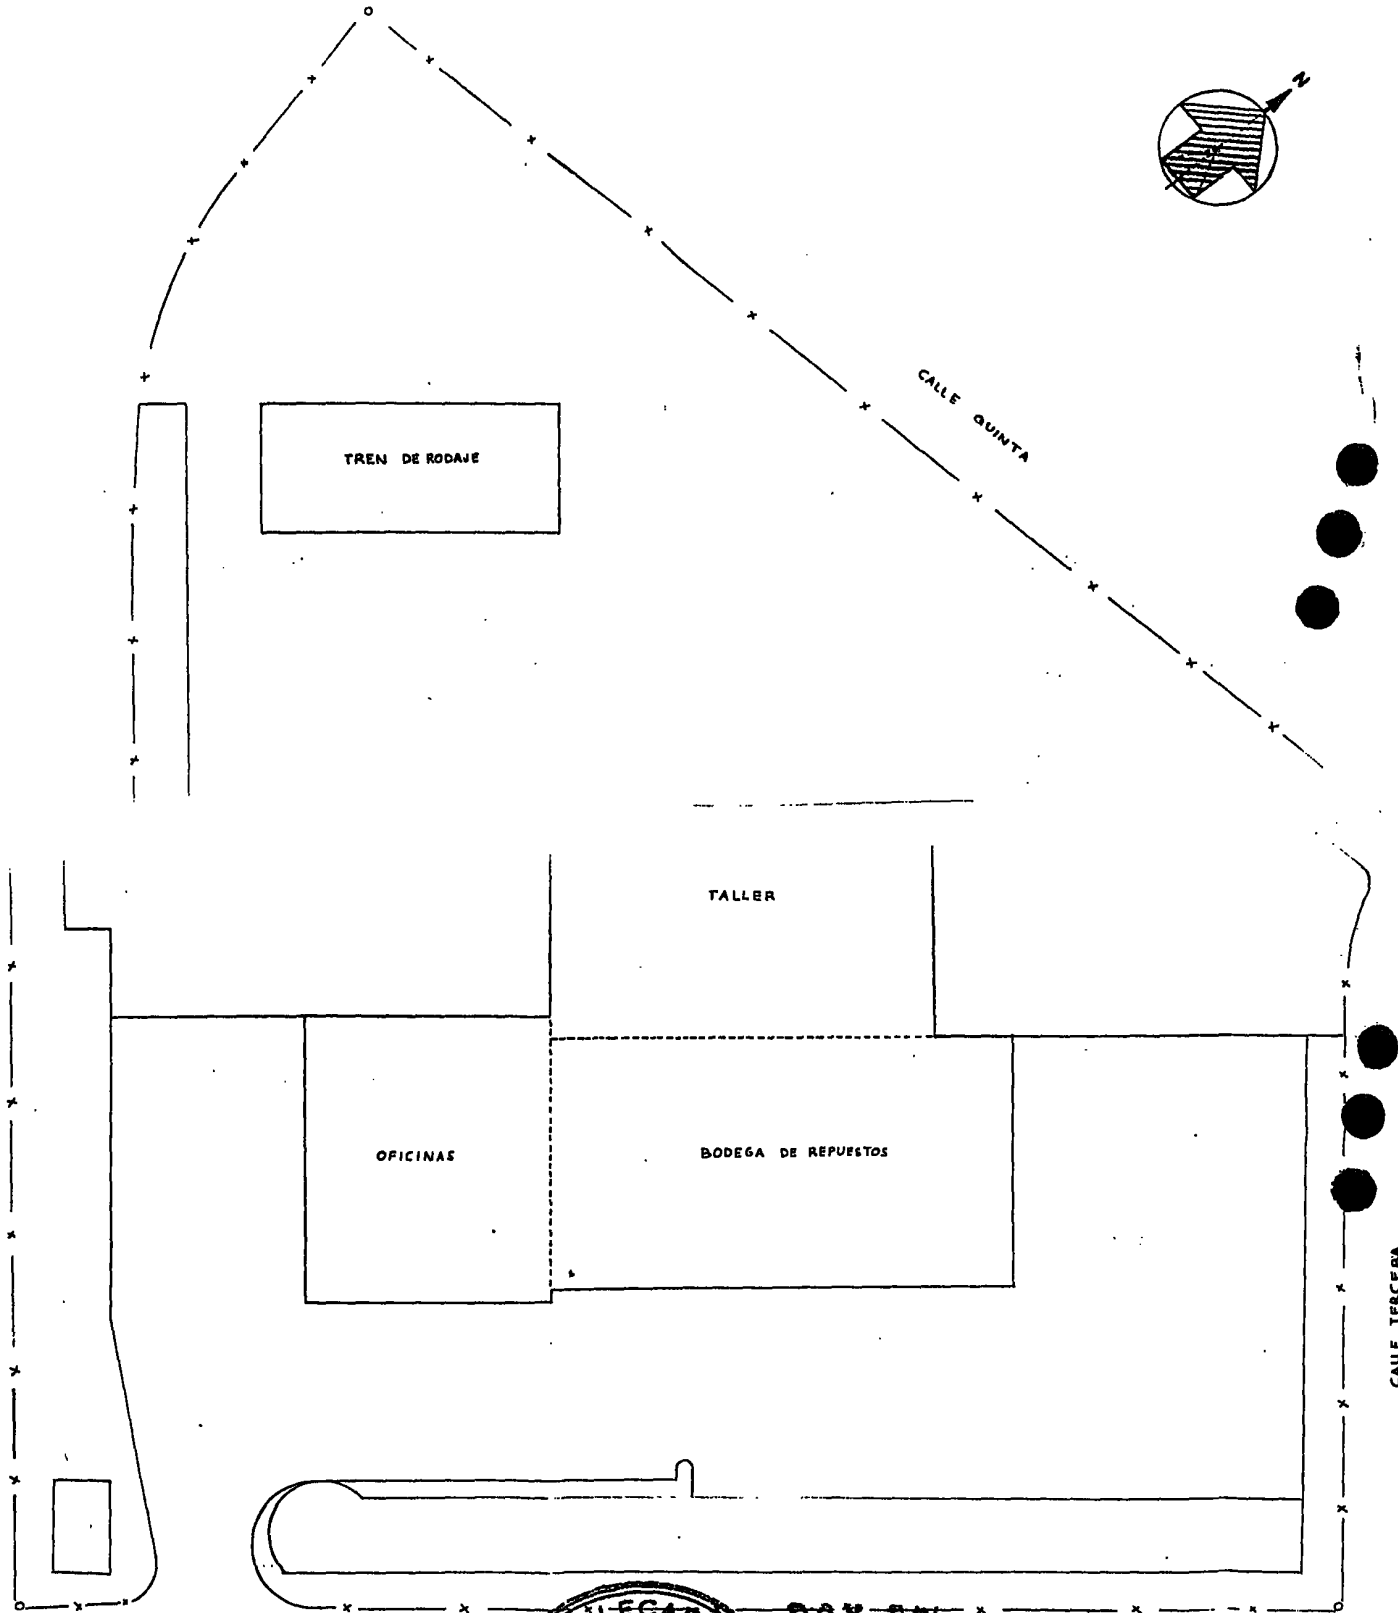 N
CALLE QUINTA
TREN DE RODAJE
TALLER
OFICINAS
BODEGA DE REPUESTOS
CALLE TERCERA